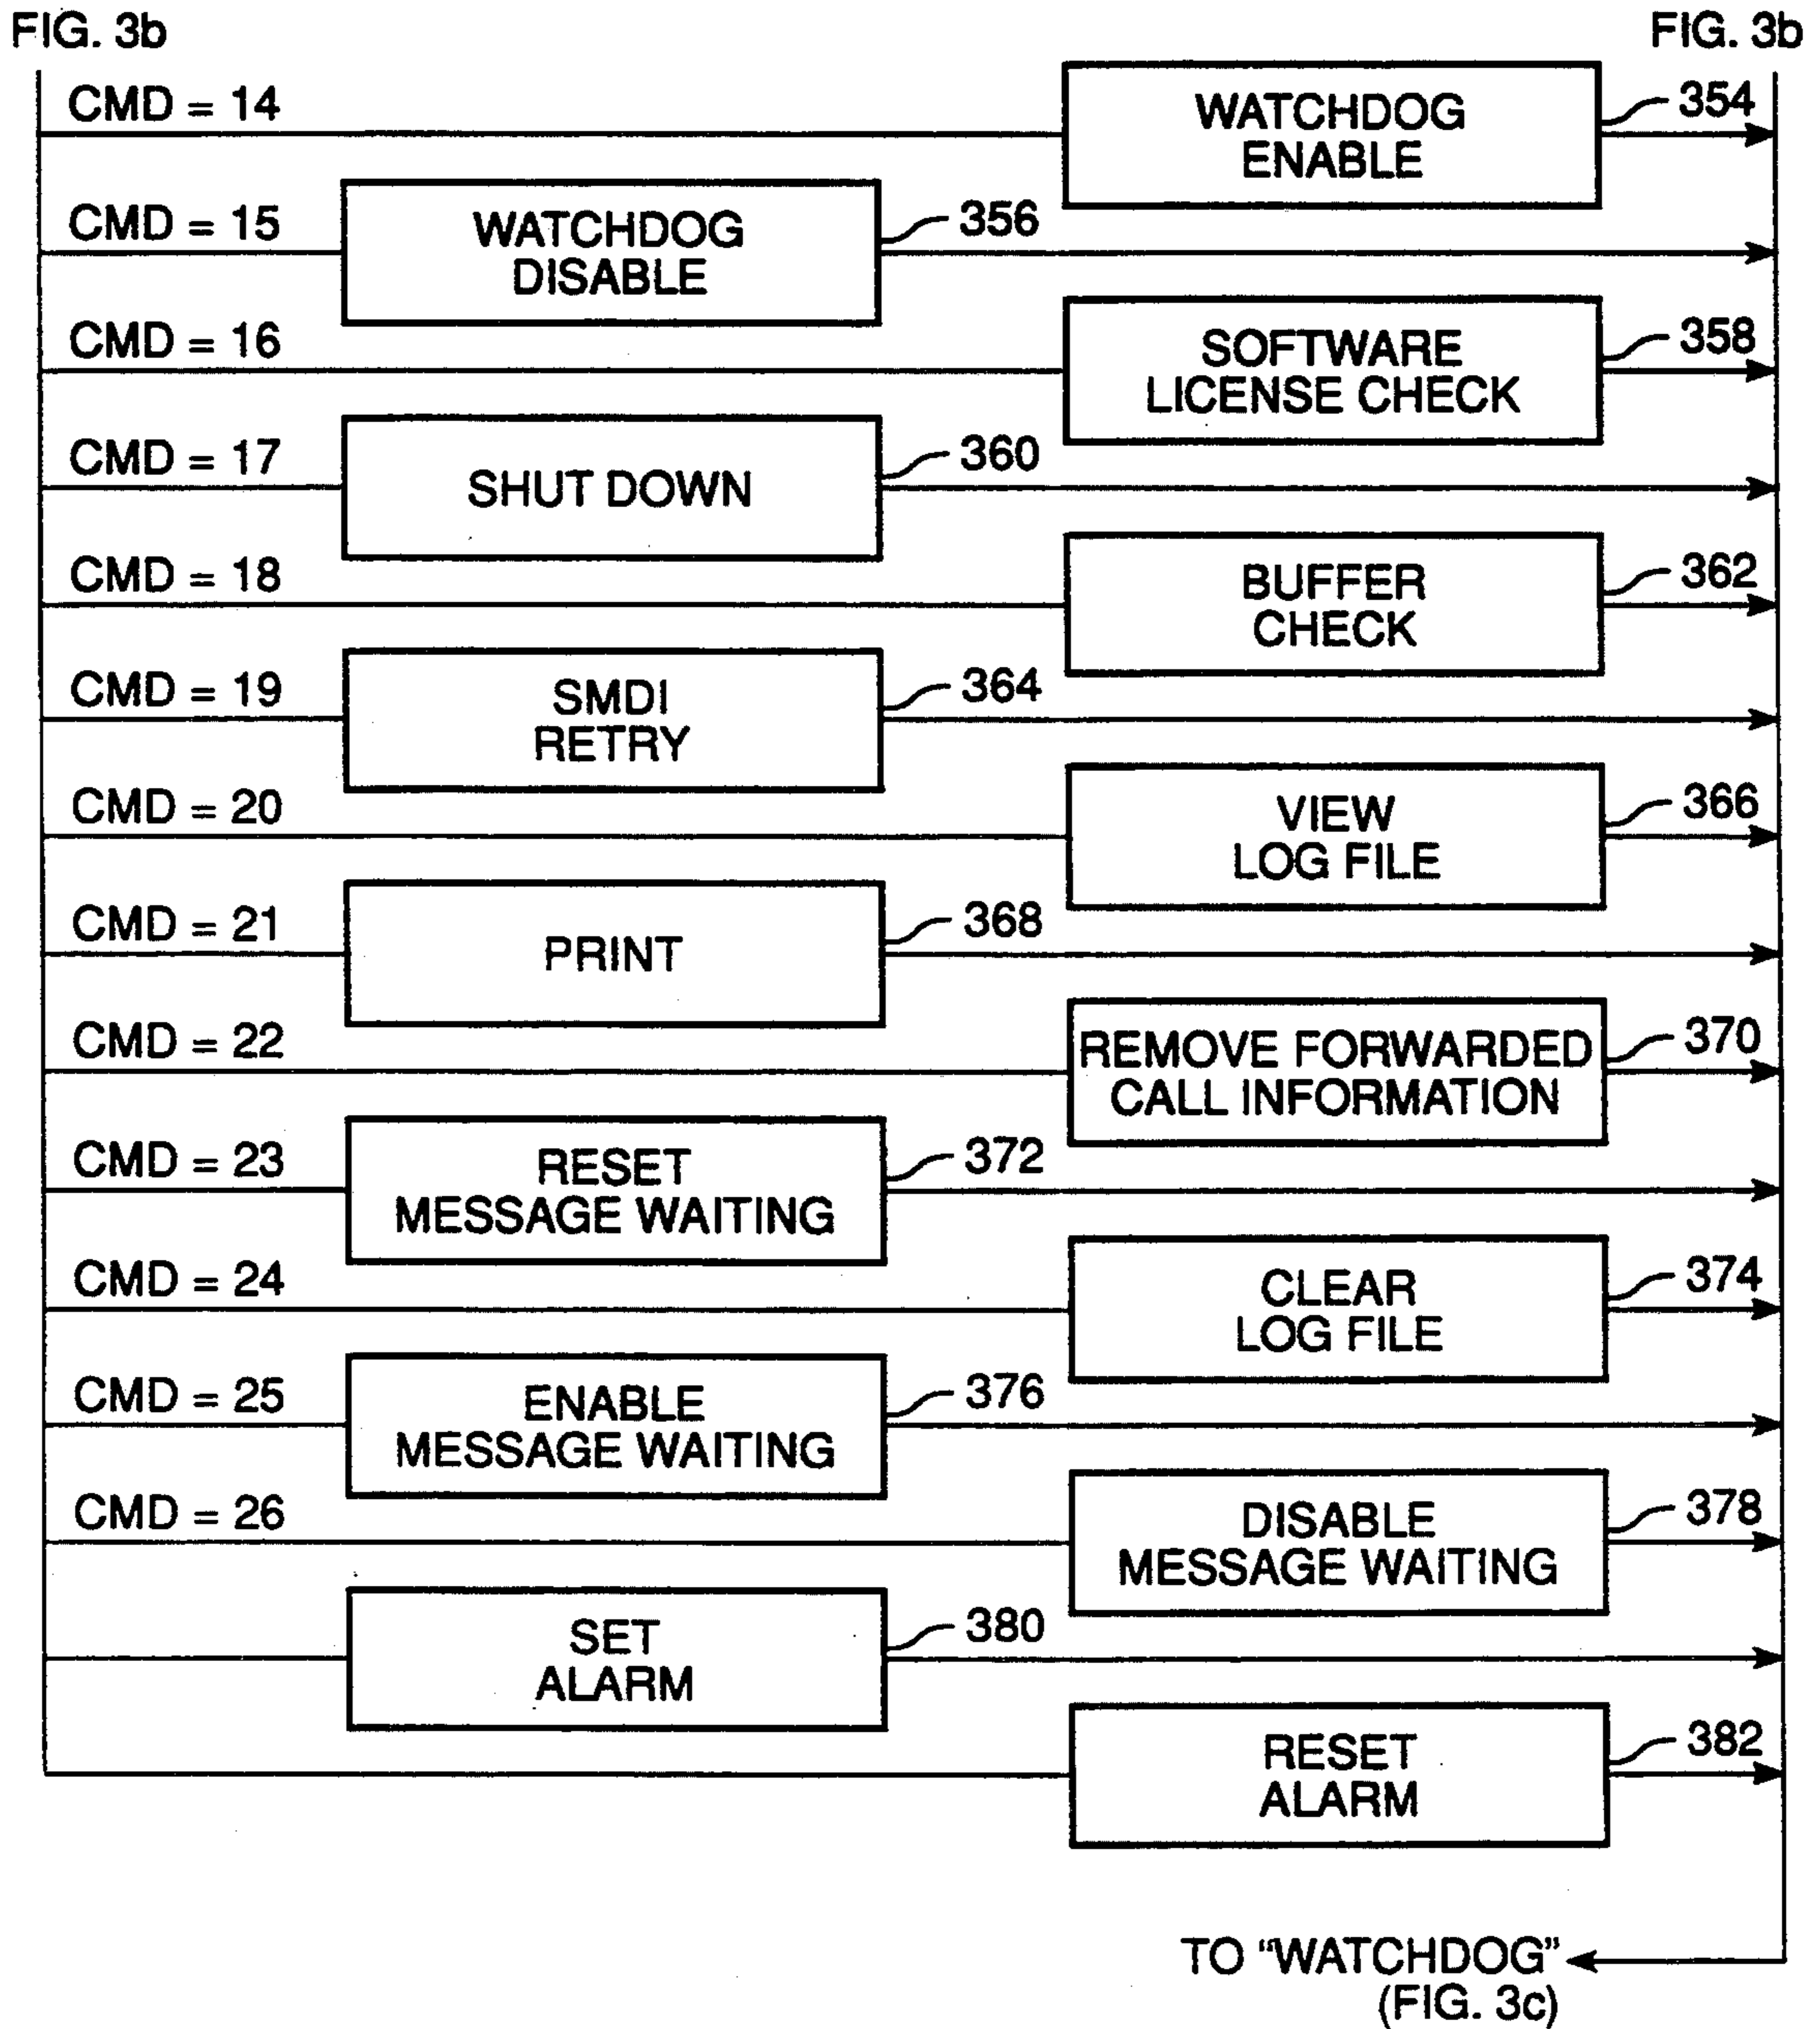 FIG. 3b
FIG. 3b
CMD = 14
WATCHDOG
ENABLE
354
CMD = 15
WATCHDOG
DISABLE
356
CMD = 16
SOFTWARE
LICENSE CHECK
358
CMD = 17
SHUT DOWN
360
CMD = 18
BUFFER
CHECK
362
CMD = 19
SMDI
RETRY
364
CMD = 20
VIEW
LOG FILE
366
CMD = 21
PRINT
368
CMD = 22
REMOVE FORWARDED
CALL INFORMATION
370
CMD = 23
RESET
MESSAGE WAITING
372
CMD = 24
CLEAR
LOG FILE
374
CMD = 25
ENABLE
MESSAGE WAITING
376
CMD = 26
DISABLE
MESSAGE WAITING
378
SET
ALARM
380
RESET
ALARM
382
TO “WATCHDOG”
(FIG. 3c)